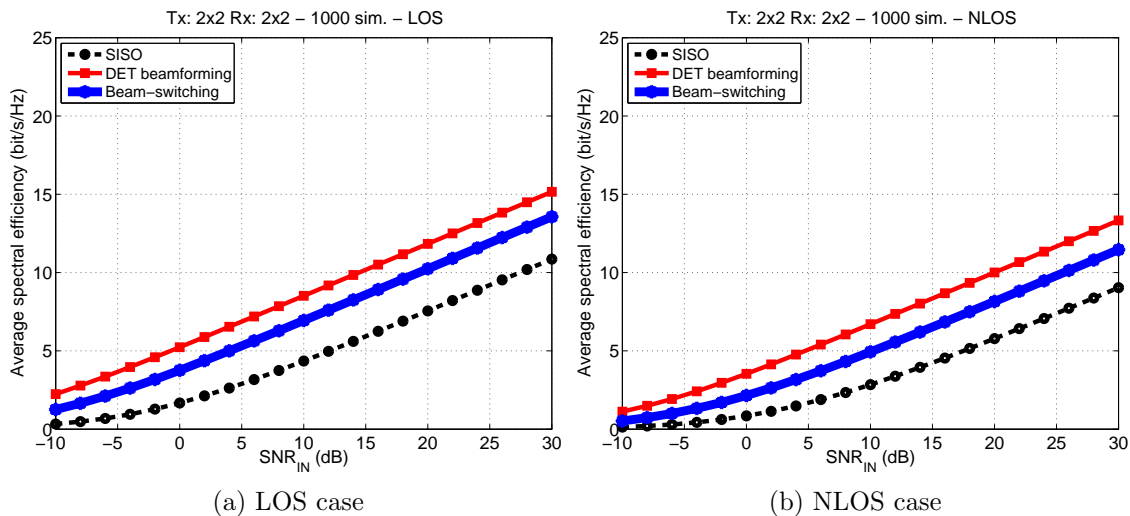 Tx: 2x2 Rx: 2x2 − 1000 sim. − LOS
25
20
15
10
5
0
Average spectral efficiency (bit/s/Hz)
SISO
DET beamforming
Beam−switching
−10 −5 0 5 10 15 20 25 30
SNR_IN (dB)
(a) LOS case
Tx: 2x2 Rx: 2x2 − 1000 sim. − NLOS
25
20
15
10
5
0
Average spectral efficiency (bit/s/Hz)
SISO
DET beamforming
Beam−switching
−10 −5 0 5 10 15 20 25 30
SNR_IN (dB)
(b) NLOS case